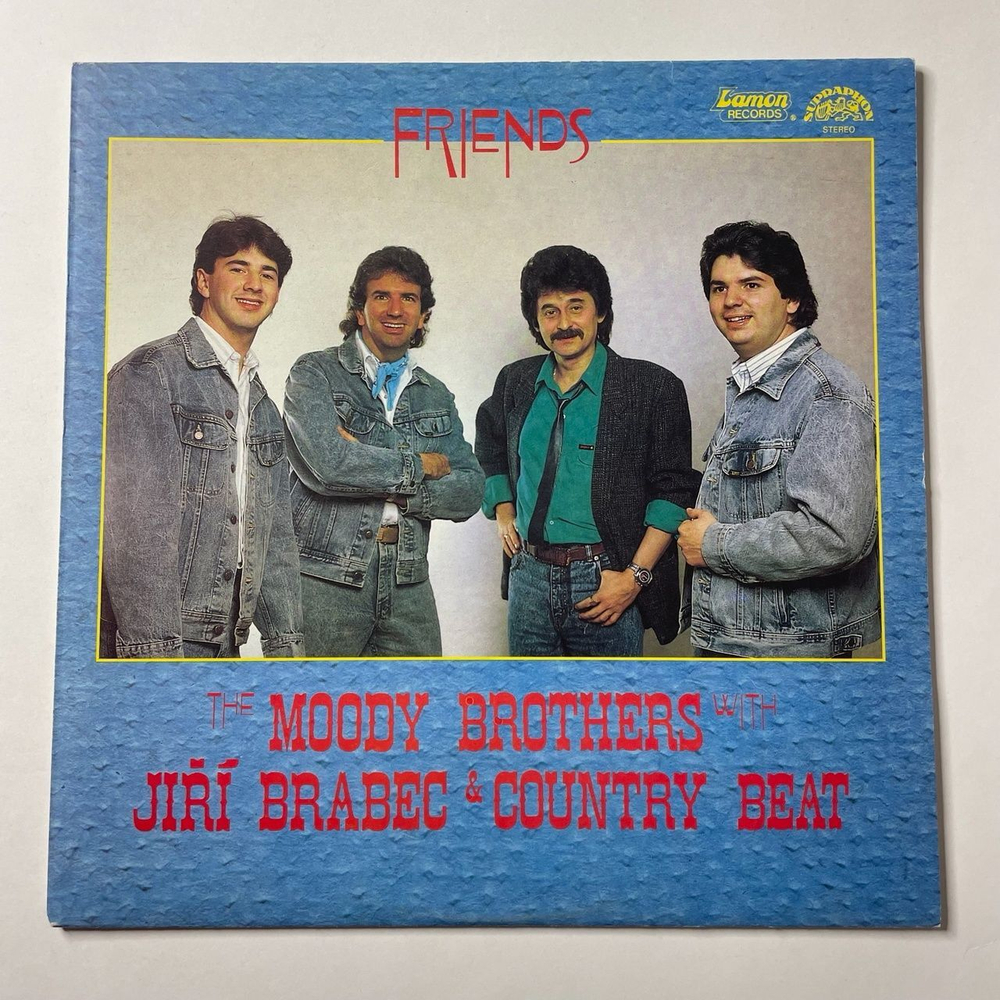 FRIENDS
Lamon
RECORDS ®
SUPRAPHON
STEREO
THE MOODY BROTHERS WITH
JIŘÍ BRABEC & COUNTRY BEAT